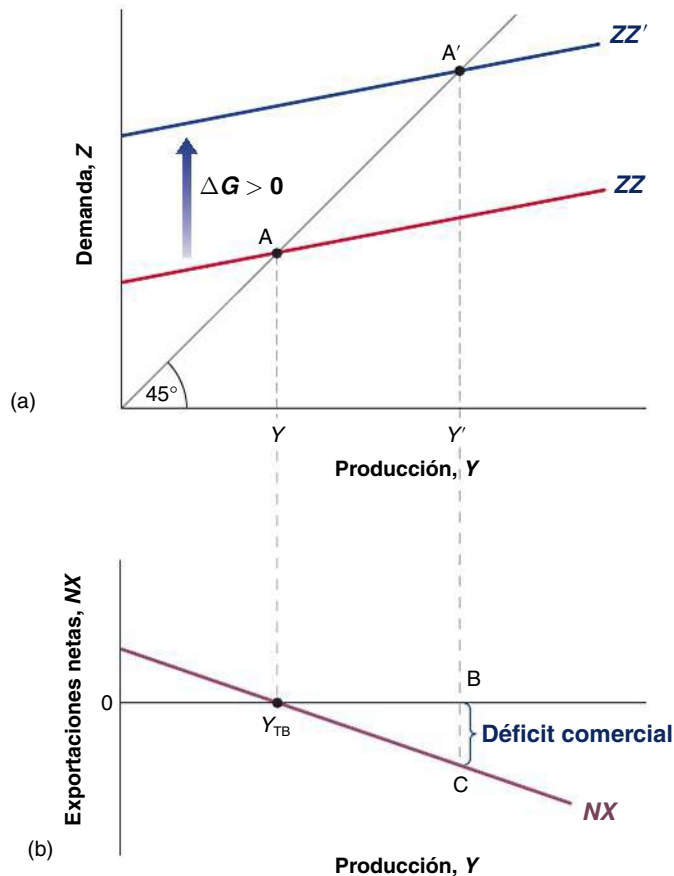 ZZ′
A′
Demanda, Z
ΔG > 0
ZZ
A
45°
(a)
Y
Y′
Producción, Y
Exportaciones netas, NX
B
0
Y_TB
Déficit comercial
C
NX
(b)
Producción, Y